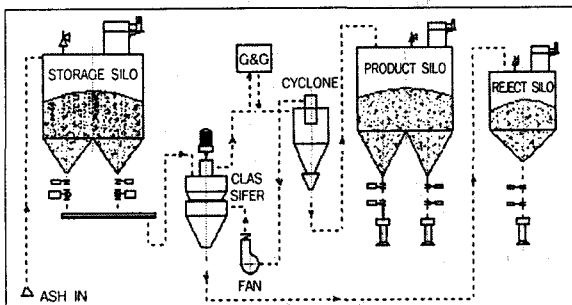 STORAGE SILO
G&G
CYCLONE
PRODUCT SILO
REJECT SILO
CLAS
SIFER
FAN
ASH IN